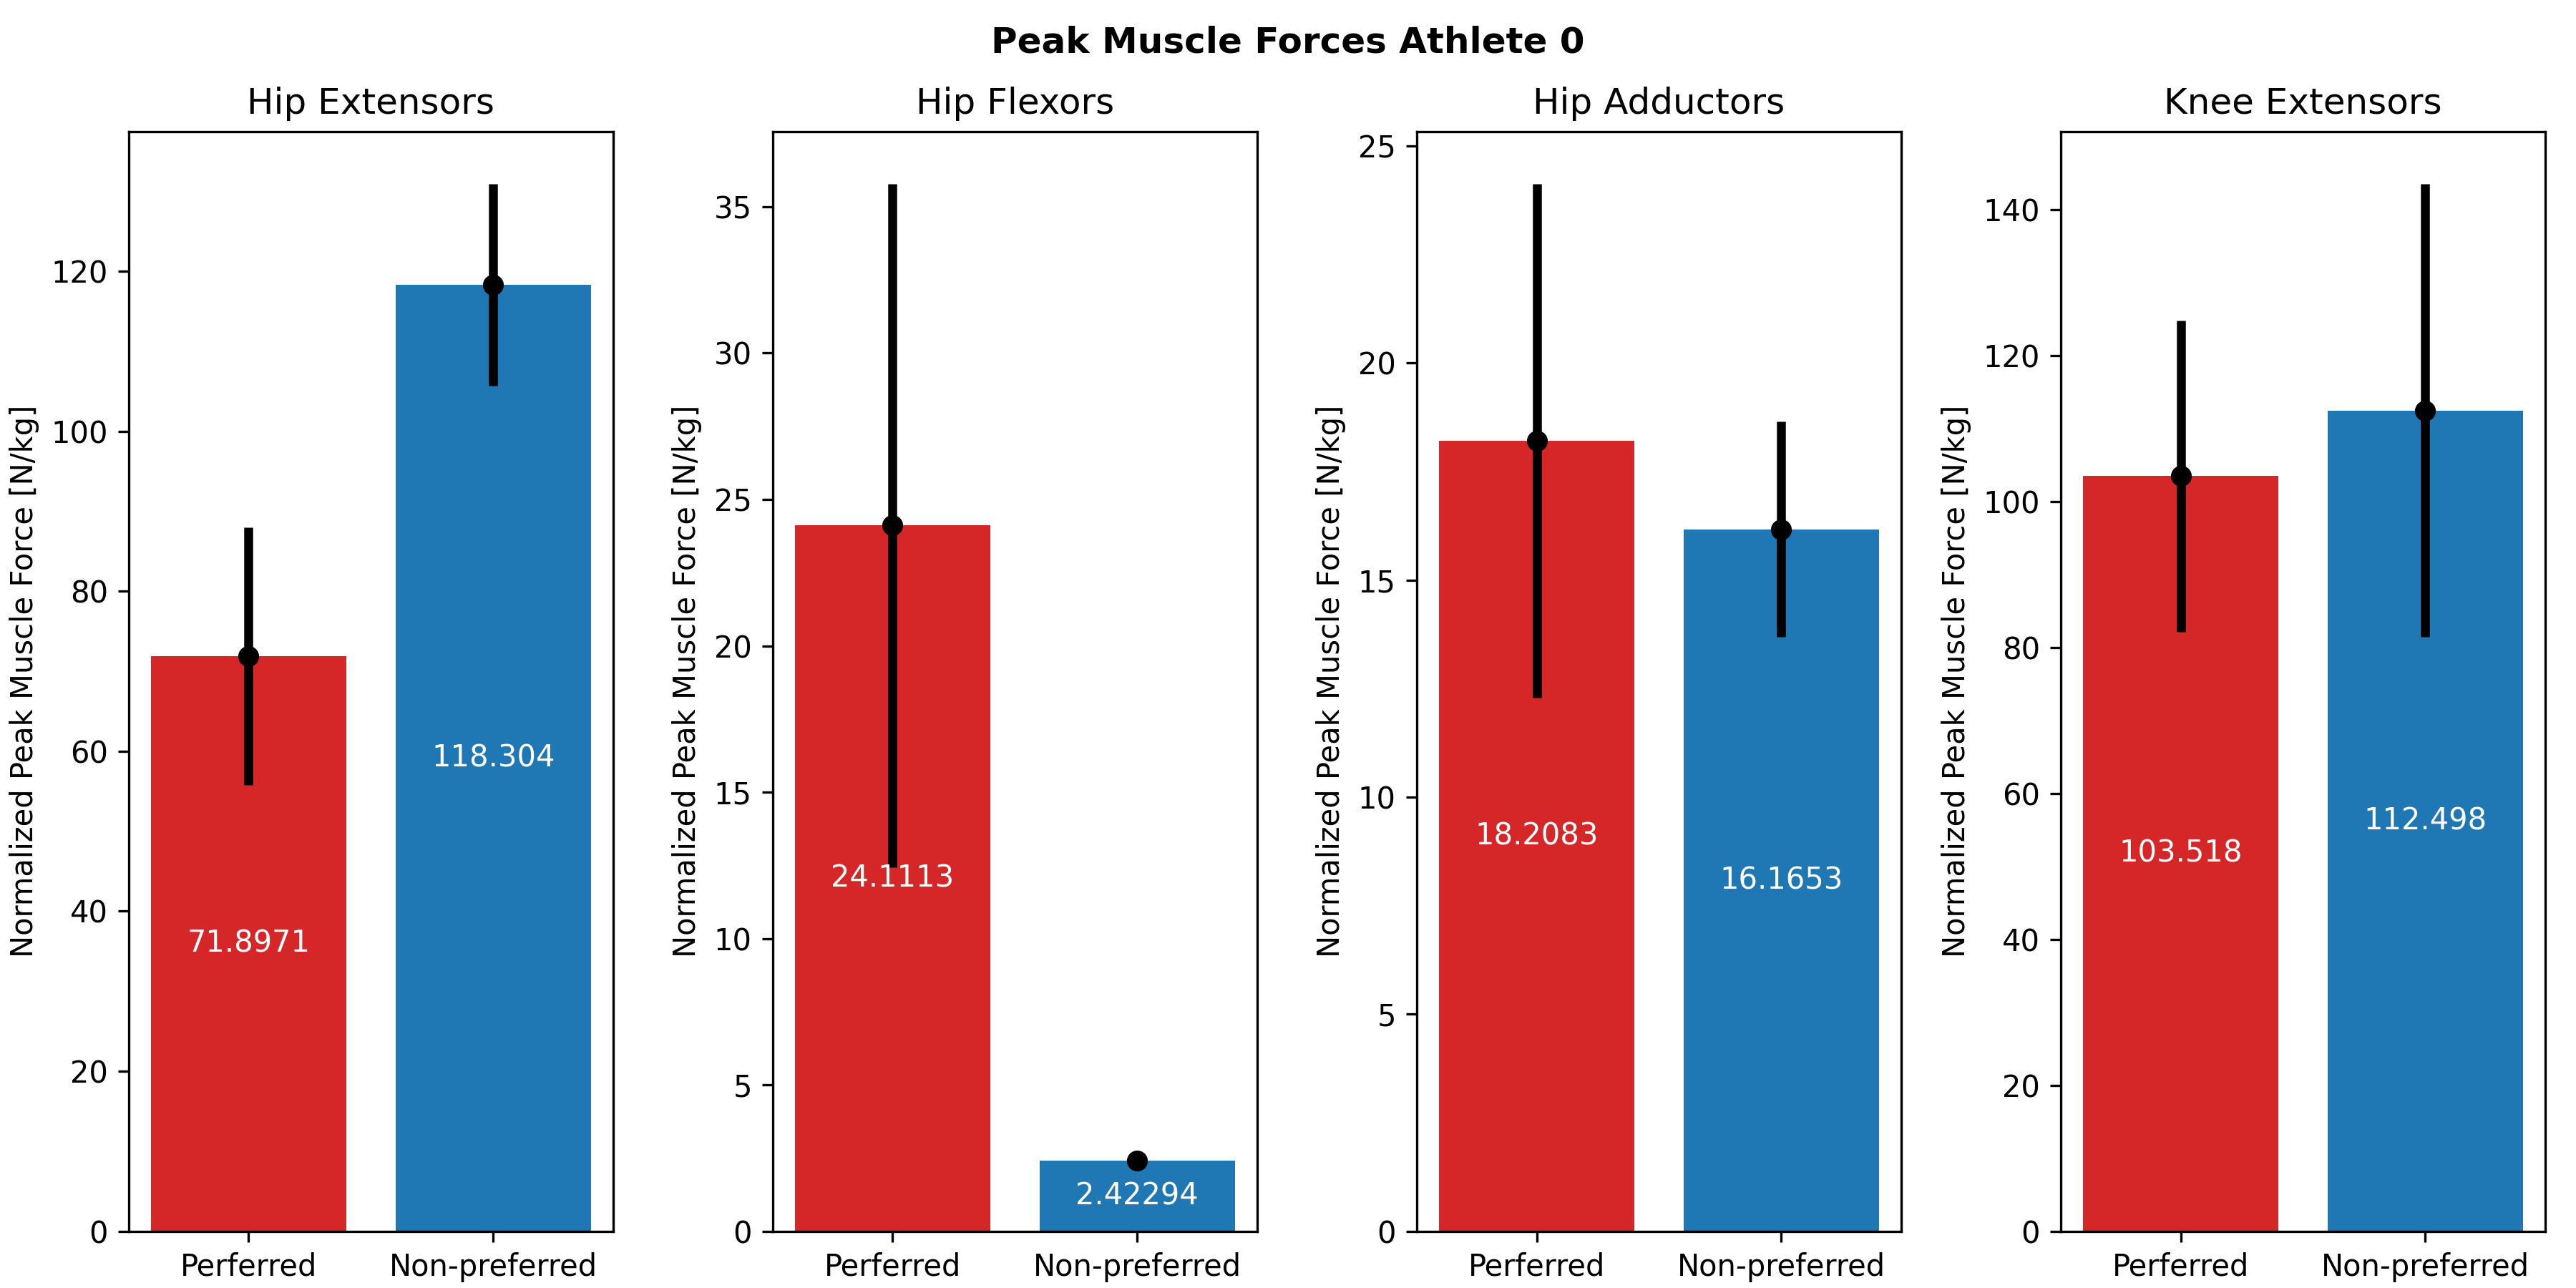 Peak Muscle Forces Athlete 0
Hip Extensors
Normalized Peak Muscle Force [N/kg]
120
100
80
60
40
20
0
71.8971
118.304
Perferred
Non-preferred
Hip Flexors
Normalized Peak Muscle Force [N/kg]
35
30
25
20
15
10
5
0
24.1113
2.42294
Perferred
Non-preferred
Hip Adductors
Normalized Peak Muscle Force [N/kg]
25
20
15
10
5
0
18.2083
16.1653
Perferred
Non-preferred
Knee Extensors
Normalized Peak Muscle Force [N/kg]
140
120
100
80
60
40
20
0
103.518
112.498
Perferred
Non-preferred